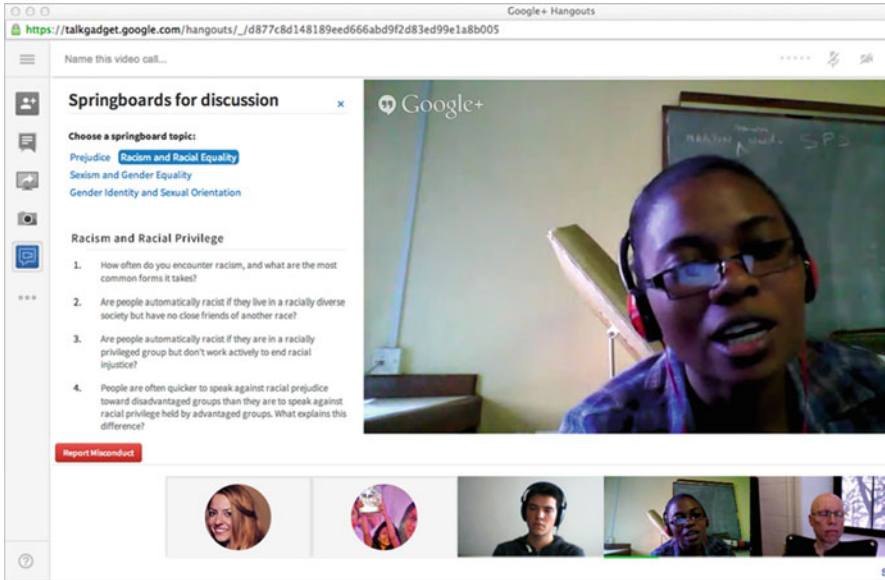 Google+ Hangouts
https://talkgadget.google.com/hangouts/_/d877c8d148189eed666abd9f2d83ed99e1a8b005
Name this video call...
Springboards for discussion
×
Choose a springboard topic:
Prejudice Racism and Racial Equality
Sexism and Gender Equality
Gender Identity and Sexual Orientation
Racism and Racial Privilege
1. How often do you encounter racism, and what are the most
common forms it takes?
2. Are people automatically racist if they live in a racially diverse
society but have no close friends of another race?
3. Are people automatically racist if they are in a racially
privileged group but don't work actively to end racial
injustice?
4. People are often quicker to speak against racial prejudice
toward disadvantaged groups than they are to speak against
racial privilege held by advantaged groups. What explains this
difference?
Report Misconduct
Google+
SPD